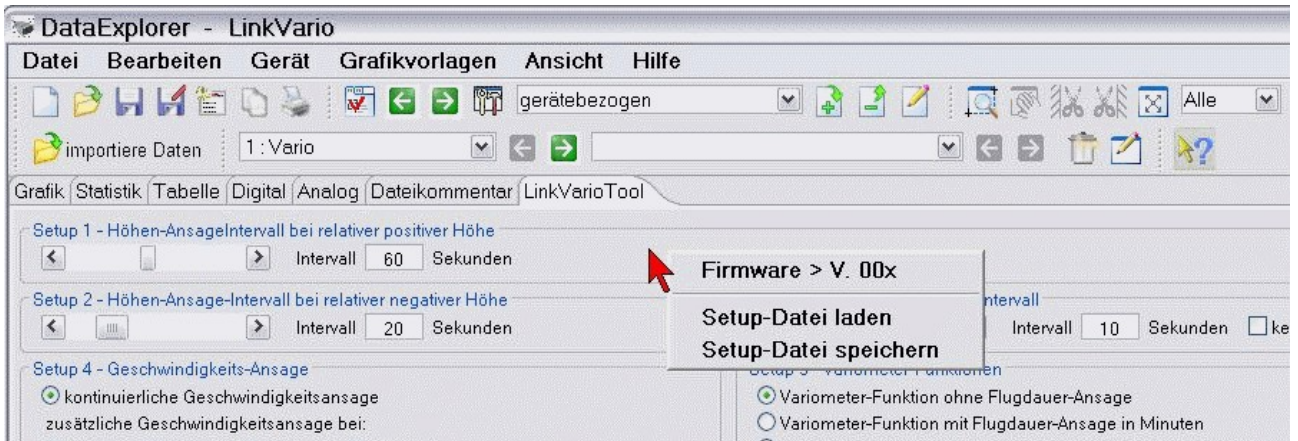 DataExplorer - LinkVario
Datei Bearbeiten Gerät Grafikvorlagen Ansicht Hilfe
gerätebezogen Alle
importiere Daten 1 : Vario
Grafik Statistik Tabelle Digital Analog Dateikommentar LinkVarioTool
Setup 1 - Höhen-AnsageIntervall bei relativer positiver Höhe
Intervall 60 Sekunden
Firmware > V. 00x
Setup-Datei laden
Setup-Datei speichern
Setup 2 - Höhen-Ansage-Intervall bei relativer negativer Höhe
Intervall 20 Sekunden
ntervall
Intervall 10 Sekunden ke
Setup 4 - Geschwindigkeits-Ansage
kontinuierliche Geschwindigkeitsansage
zusätzliche Geschwindigkeitsansage bei:
Variometer-Funktion ohne Flugdauer-Ansage
Variometer-Funktion mit Flugdauer-Ansage in Minuten